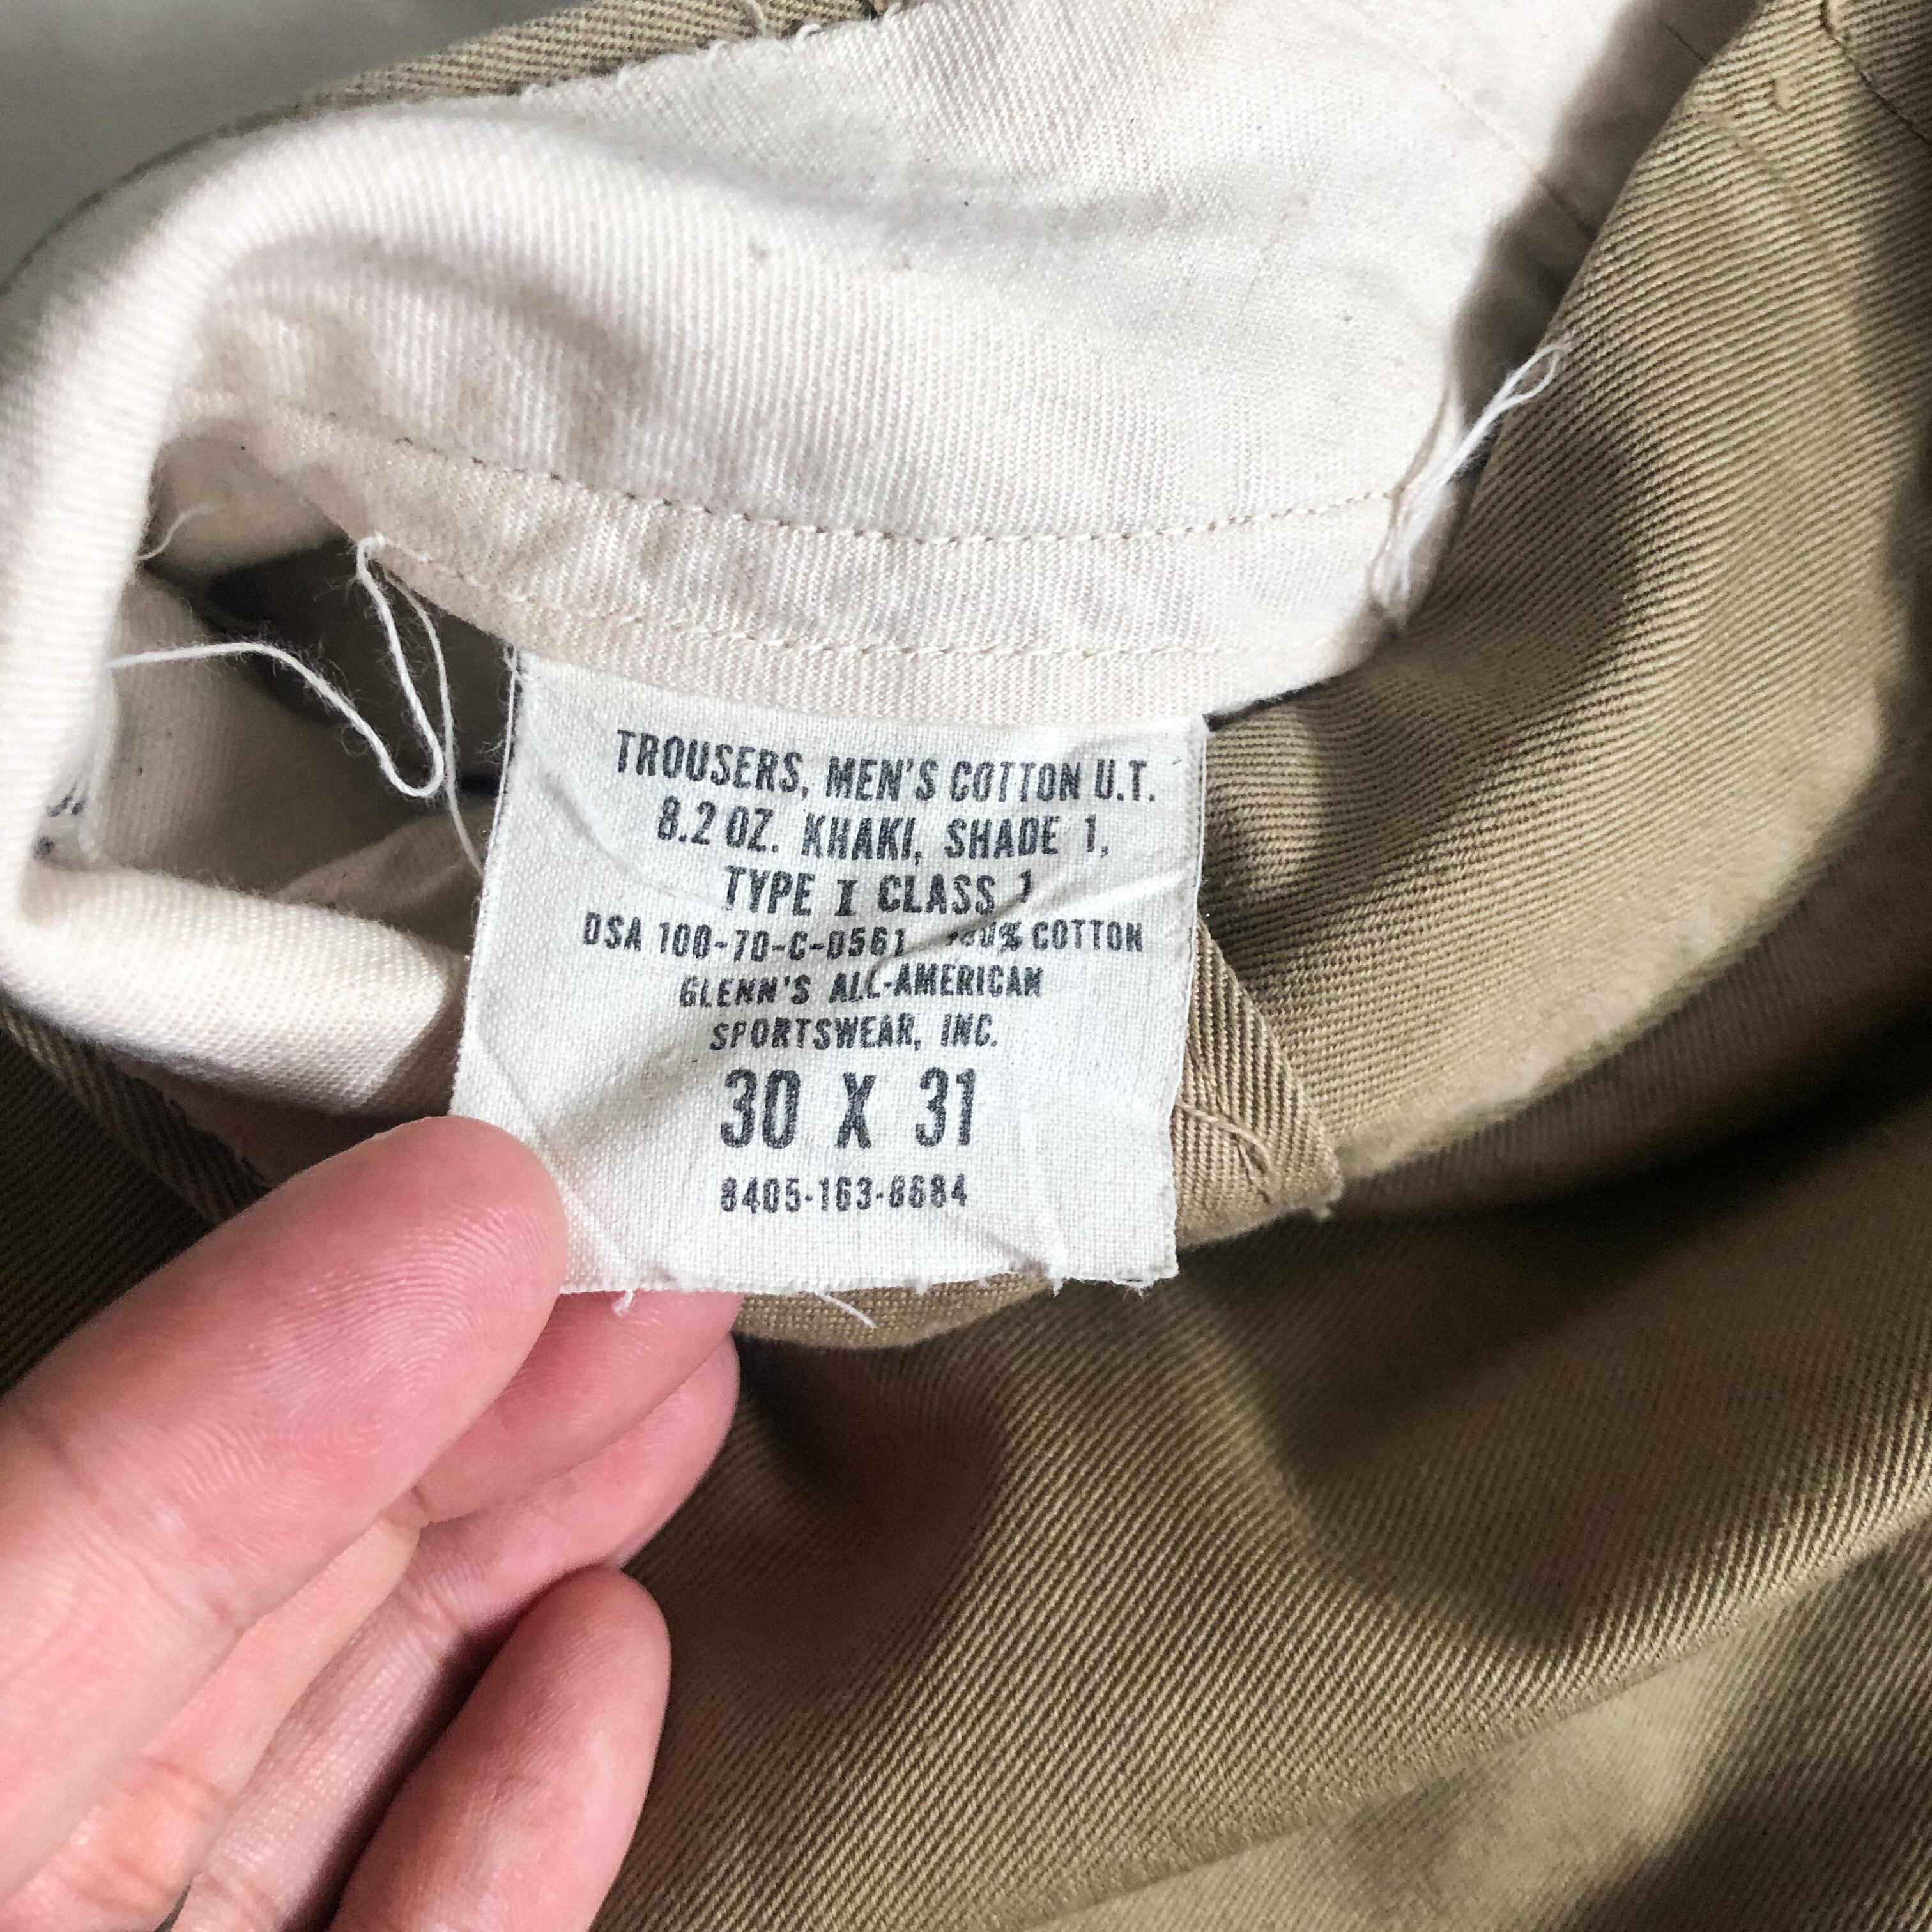 TROUSERS, MEN'S COTTON U.T.
8.2 OZ. KHAKI, SHADE 1,
TYPE I CLASS 1
DSA 100-70-C-0561 100% COTTON
GLENN'S ALL-AMERICAN
SPORTSWEAR, INC.
30 X 31
8405-163-8684